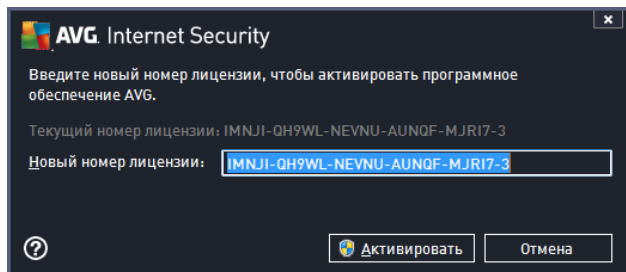 AVG. Internet Security
Введите новый номер лицензии, чтобы активировать программное
обеспечение AVG.
Текущий номер лицензии: IMNJI-QH9WL-NEVNU-AUNQF-MJRI7-3
Новый номер лицензии: IMNJI-QH9WL-NEVNU-AUNQF-MJRI7-3
Активировать Отмена